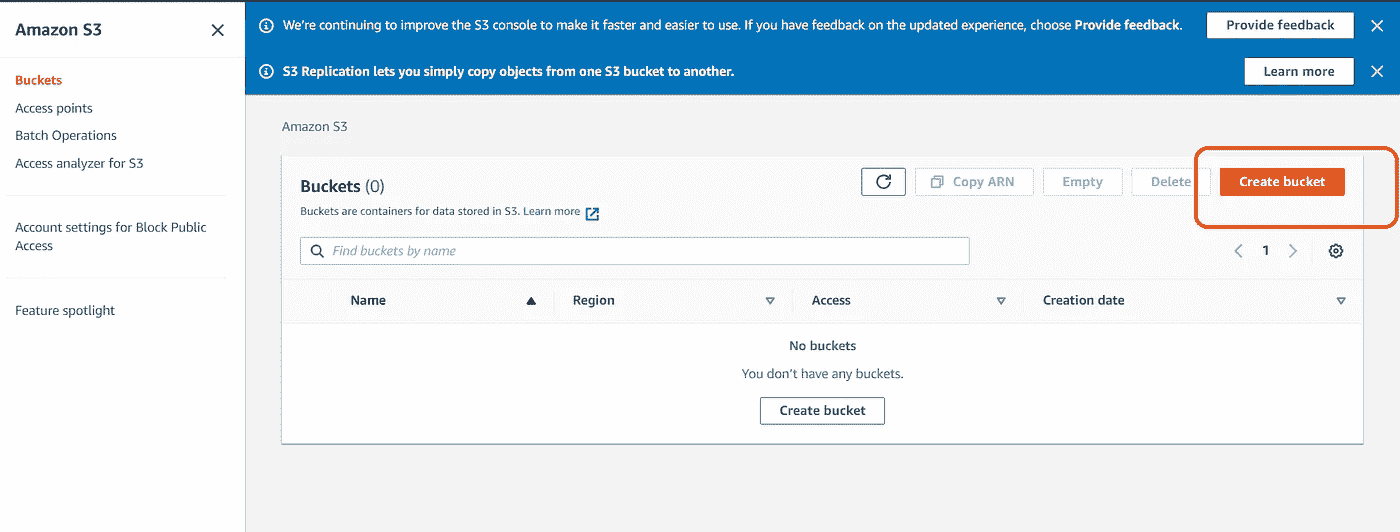 Amazon S3
Buckets
Access points
Batch Operations
Access analyzer for S3
Account settings for Block Public
Access
Feature spotlight
We're continuing to improve the S3 console to make it faster and easier to use. If you have feedback on the updated experience, choose Provide feedback.
Provide feedback
S3 Replication lets you simply copy objects from one S3 bucket to another.
Learn more
Amazon S3
Buckets (0)
Copy ARN
Empty
Delete
Create bucket
Buckets are containers for data stored in S3. Learn more
Find buckets by name
1
Name
Region
Access
Creation date
No buckets
You don't have any buckets.
Create bucket